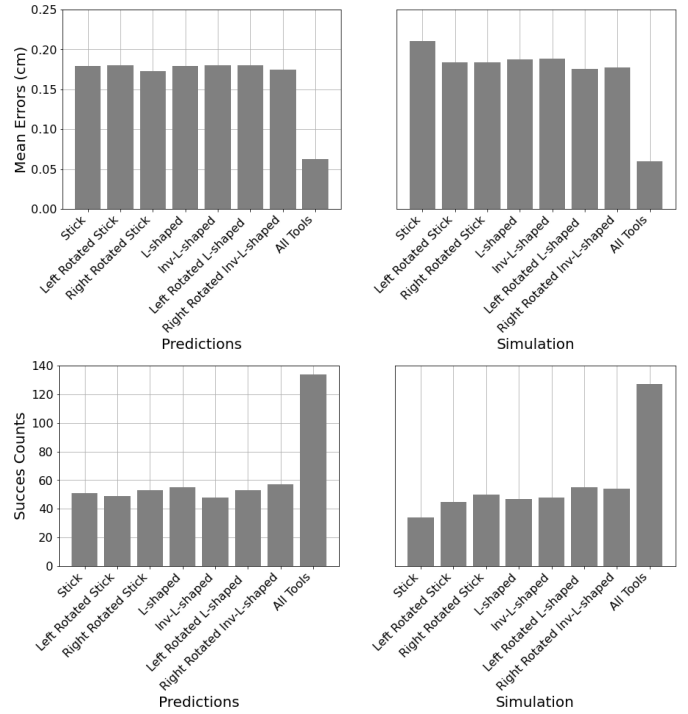 Mean Errors (cm)
0.25
0.20
0.15
0.10
0.05
0.00
Stick
Left Rotated Stick
Right Rotated Stick
L-shaped
Inv-L-shaped
Left Rotated L-shaped
Right Rotated Inv-L-shaped
All Tools
Predictions
Stick
Left Rotated Stick
Right Rotated Stick
L-shaped
Inv-L-shaped
Left Rotated L-shaped
Right Rotated Inv-L-shaped
All Tools
Simulation
Succes Counts
140
120
100
80
60
40
20
0
Stick
Left Rotated Stick
Right Rotated Stick
L-shaped
Inv-L-shaped
Left Rotated L-shaped
Right Rotated Inv-L-shaped
All Tools
Predictions
Stick
Left Rotated Stick
Right Rotated Stick
L-shaped
Inv-L-shaped
Left Rotated L-shaped
Right Rotated Inv-L-shaped
All Tools
Simulation